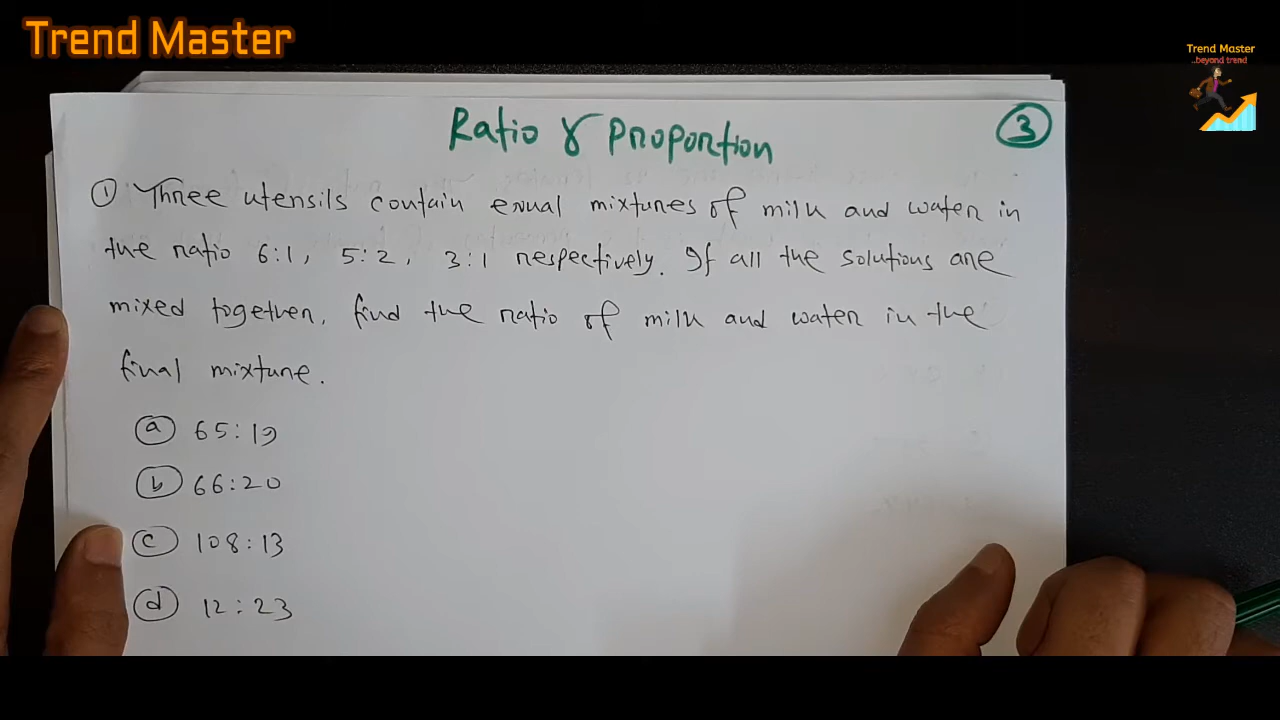 Trend Master
Trend Master
..beyond trend
Ratio & Proportion
3
① Three utensils contain equal mixtures of milk and water in
the ratio 6:1, 5:2, 3:1 respectively. If all the solutions are
mixed together, find the ratio of milk and water in the
final mixture.
ⓐ 65:19
ⓑ 66:20
ⓒ 108:13
ⓓ 12:23